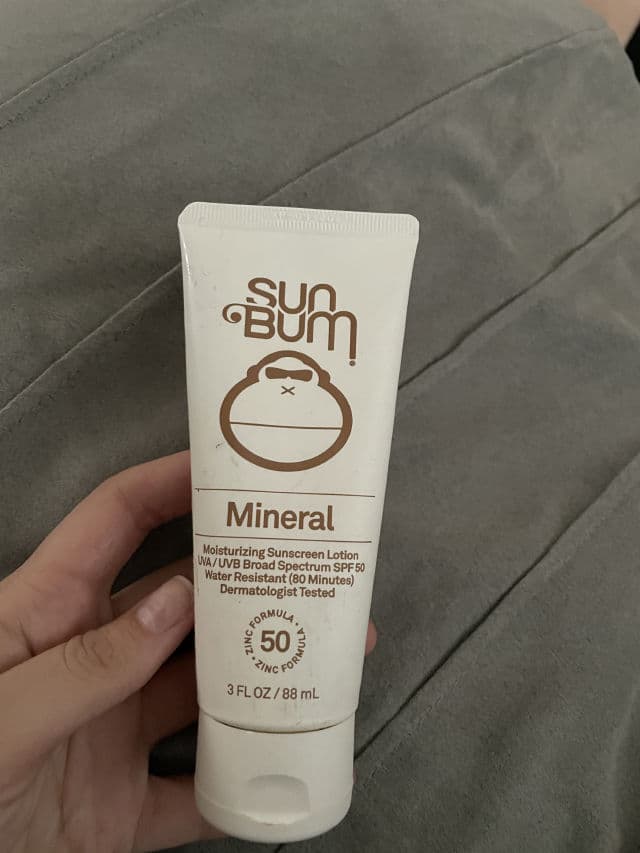 SUN
BUM
Mineral
Moisturizing Sunscreen Lotion
UVA / UVB Broad Spectrum SPF 50
Water Resistant (80 Minutes)
Dermatologist Tested
ZINC FORMULA • ZINC FORMULA •
50
3 FL OZ / 88 mL